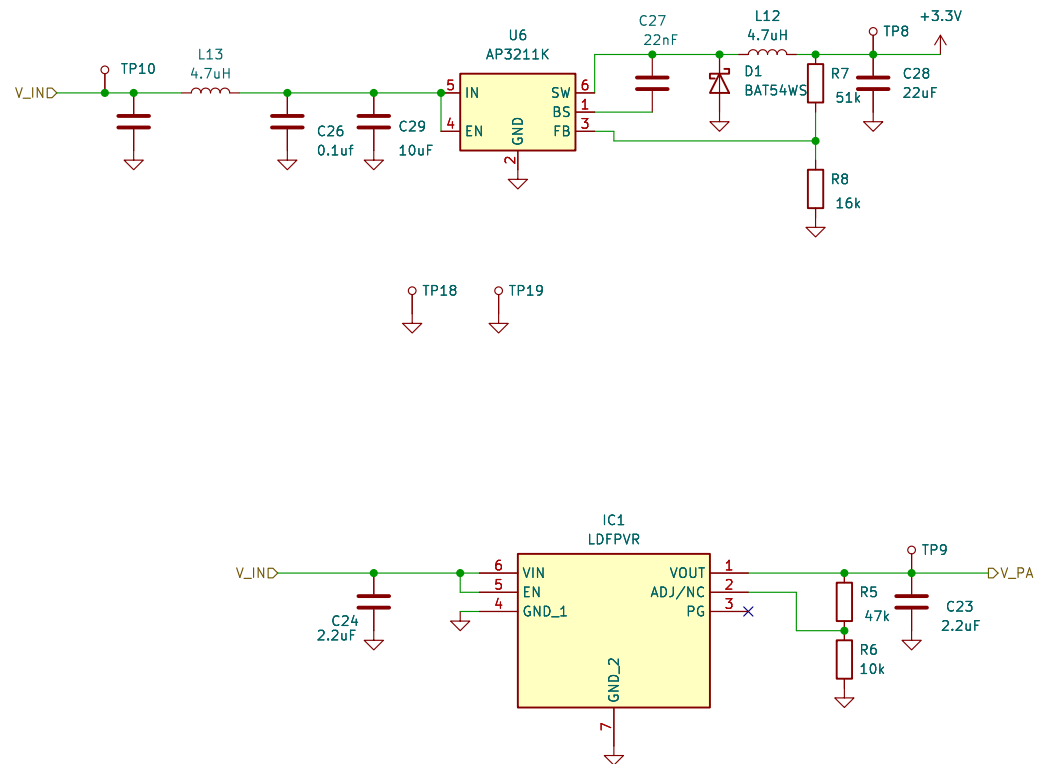 C27
22nF
L12
4.7uH
+3.3V
TP8
U6
AP3211K
L13
4.7uH
TP10
V_IN
5
IN
4
EN
GND
2
SW
6
BS
1
FB
3
D1
BAT54WS
R7
51k
C28
22uF
C26
0.1uf
C29
10uF
R8
16k
TP18
TP19
IC1
LDFPVR
V_IN
C24
2.2uF
6
VIN
5
EN
4
GND_1
GND_2
7
VOUT
1
ADJ/NC
2
PG
3
TP9
V_PA
R5
47k
C23
2.2uF
R6
10k